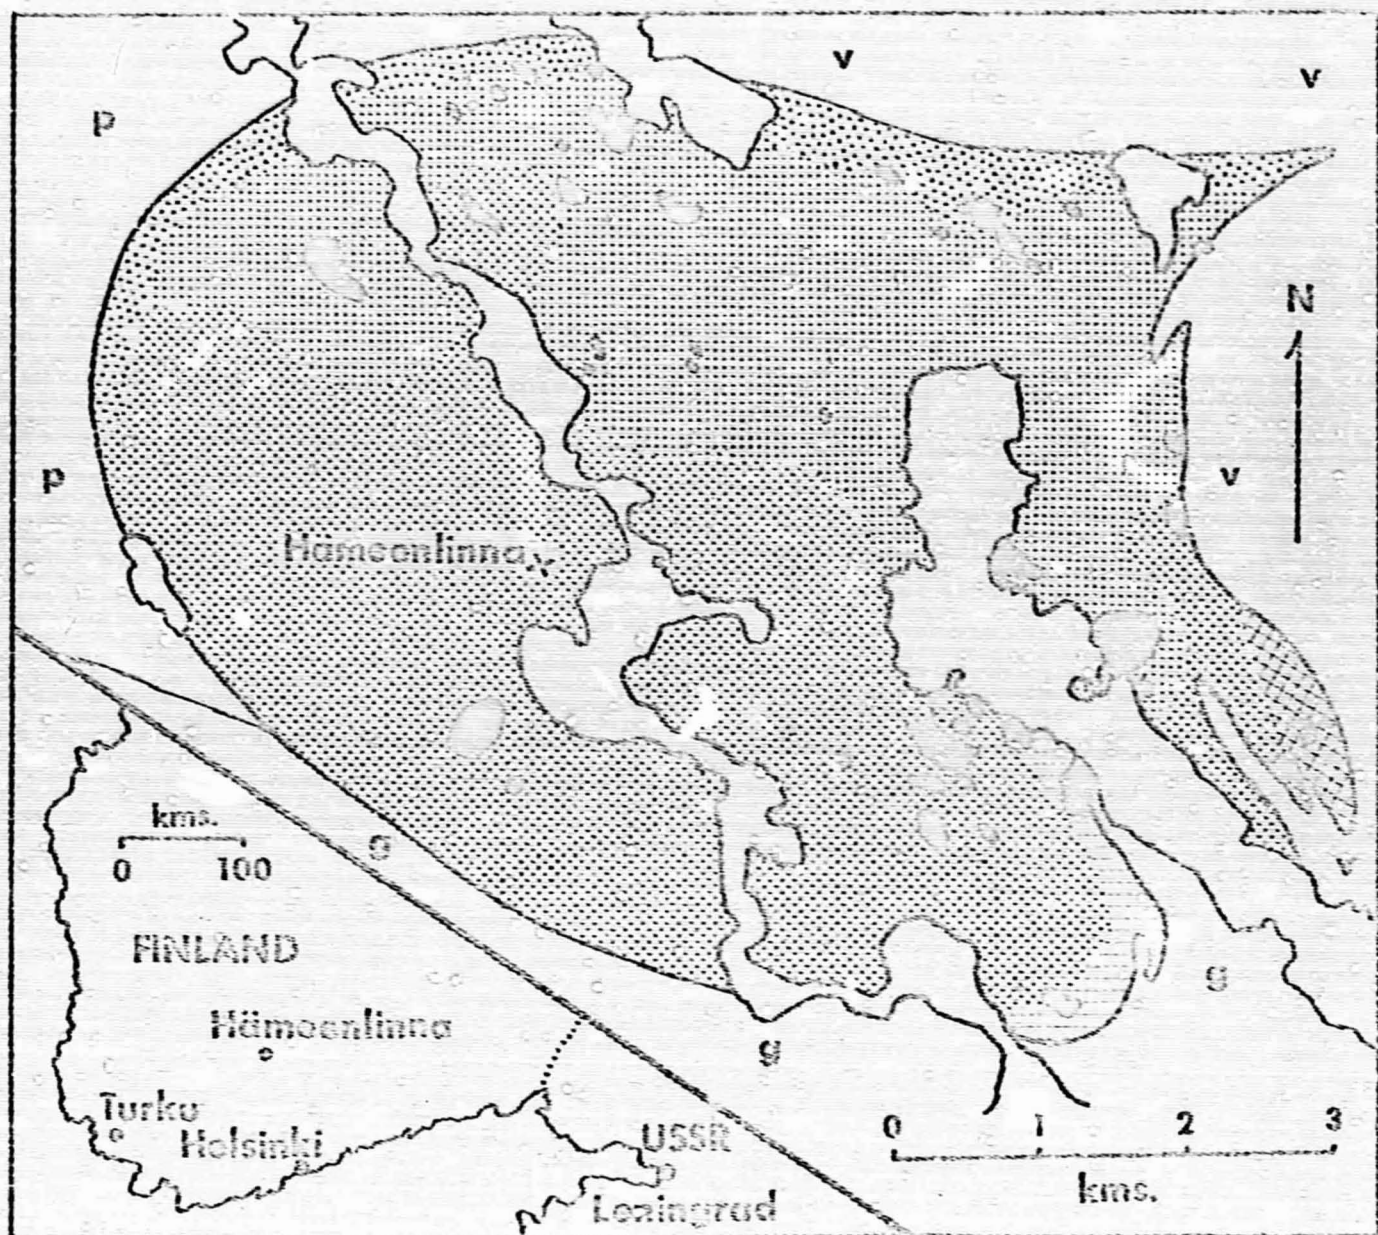 v
v
p
N
p
v
Hämeenlinna
kms.
0 100
g
v
FINLAND
Hämeenlinna
g
g
Turku
Helsinki
USSR
Leningrad
0 1 2 3
kms.